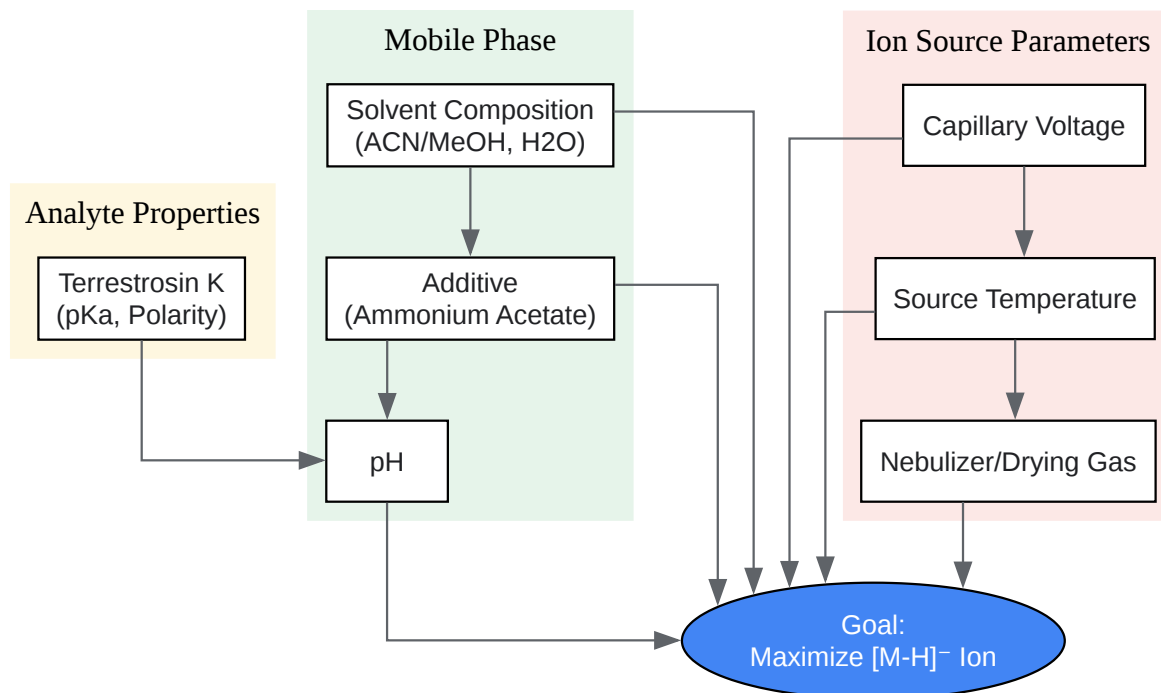 Mobile Phase
Solvent Composition
(ACN/MeOH, H2O)
Additive
(Ammonium Acetate)
pH
Ion Source Parameters
Capillary Voltage
Source Temperature
Nebulizer/Drying Gas
Analyte Properties
Terrestrosin K
(pKa, Polarity)
Goal:
Maximize [M-H]⁻ Ion